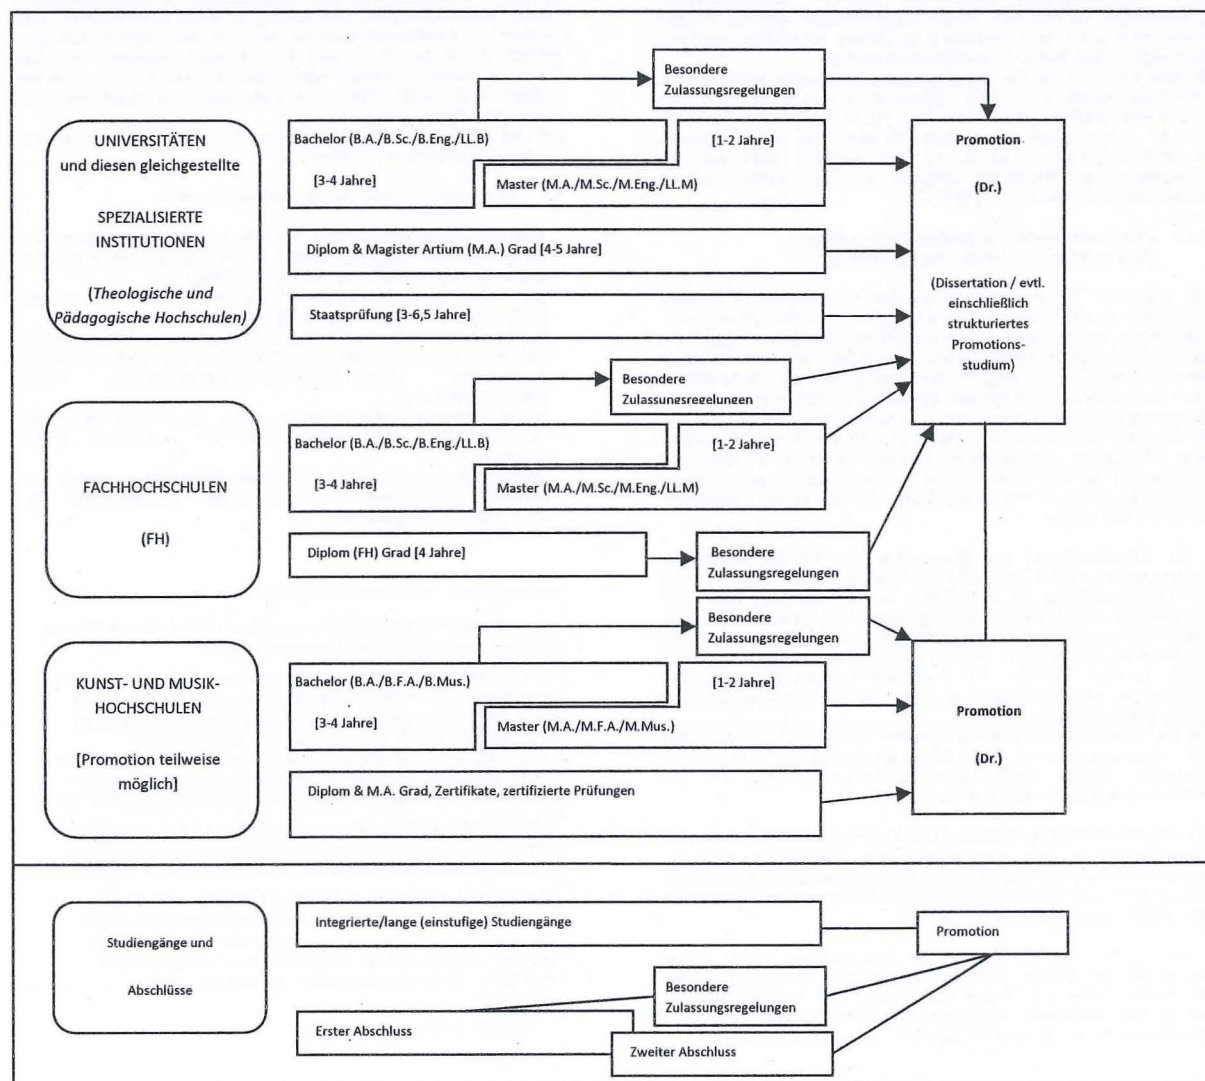 Besondere
Zulassungsregelungen
UNIVERSITÄTEN
und diesen gleichgestellte
SPEZIALISIERTE
INSTITUTIONEN
(Theologische und
Pädagogische Hochschulen)
Bachelor (B.A./B.Sc./B.Eng./LL.B)
[3-4 Jahre]
[1-2 Jahre]
Master (M.A./M.Sc./M.Eng./LL.M)
Diplom & Magister Artium (M.A.) Grad [4-5 Jahre]
Staatsprüfung [3-6,5 Jahre]
Promotion
(Dr.)
(Dissertation / evtl.
einschließlich
strukturiertes
Promotions-
studium)
Besondere
Zulassungsregelungen
FACHHOCHSCHULEN
(FH)
Bachelor (B.A./B.Sc./B.Eng./LL.B)
[3-4 Jahre]
[1-2 Jahre]
Master (M.A./M.Sc./M.Eng./LL.M)
Diplom (FH) Grad [4 Jahre]
Besondere
Zulassungsregelungen
Besondere
Zulassungsregelungen
KUNST- UND MUSIK-
HOCHSCHULEN
[Promotion teilweise
möglich]
Bachelor (B.A./B.F.A./B.Mus.)
[3-4 Jahre]
[1-2 Jahre]
Master (M.A./M.F.A./M.Mus.)
Diplom & M.A. Grad, Zertifikate, zertifizierte Prüfungen
Promotion
(Dr.)
Studiengänge und
Abschlüsse
Integrierte/lange (einstufige) Studiengänge
Promotion
Besondere
Zulassungsregelungen
Erster Abschluss
Zweiter Abschluss